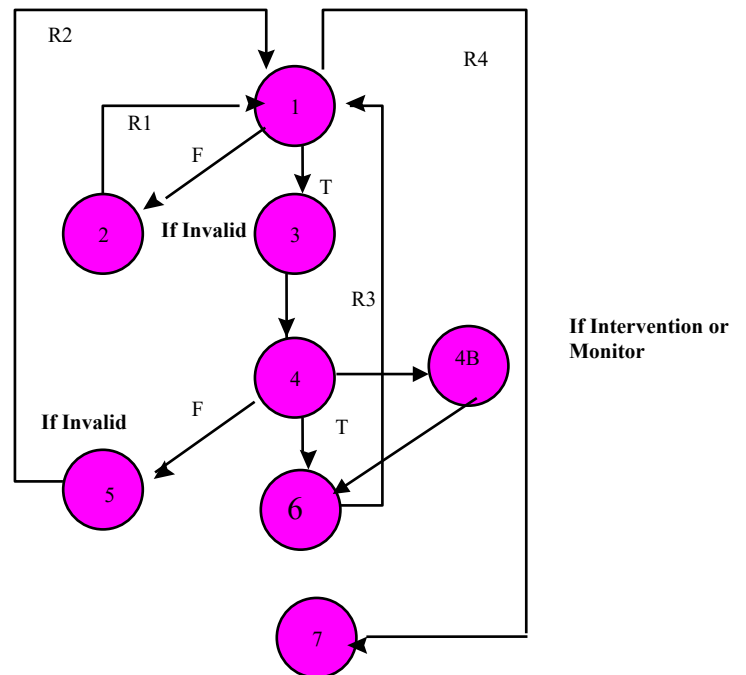 R2
R4
1
R1
F
T
2
If Invalid
3
R3
If Intervention or
Monitor
4B
4
If Invalid
F
T
5
6
7